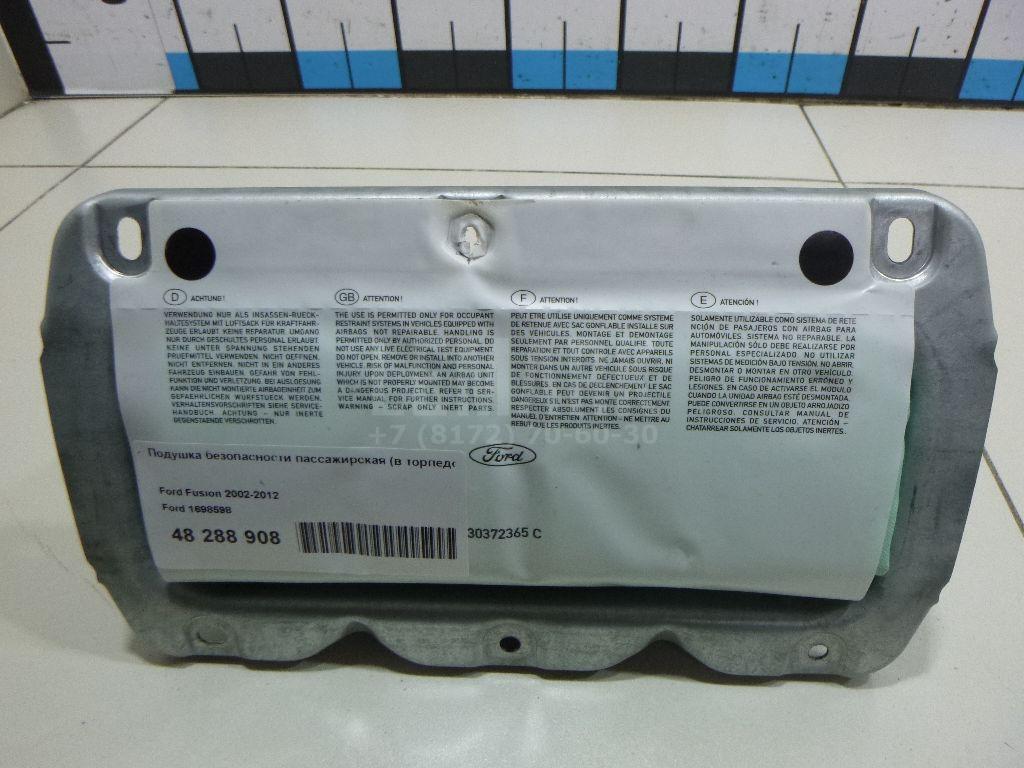 D ACHTUNG!
VERWENDUNG NUR ALS INSASSEN-RUECK-
HALTESYSTEM MIT LUFTSACK FÜR KRAFTFAHR-
ZEUGE ERLAUBT. KEINE REPARATUR. UMGANG
NUR DURCH GESCHULTES PERSONAL ERLAUBT.
KEINE UNTER SPANNUNG STEHENDEN
PRUEFMITTEL VERWENDEN. NICHT OEFFNEN.
NICHT ENTFERNEN. NICHT IN EIN ANDERES
FAHRZEUG EINBAUEN. GEFAHR VON FEHL-
FUNKTION UND VERLETZUNG. BEI AUSLOESUNG
KANN DIE NICHT MONTIERTE AIRBAGEINHEIT ZUM
GEFAEHRLICHEN WURFSTUECK WERDEN.
VERHALTENSVORSCHRIFTEN SIEHE SERVICE-
HANDBUCH ACHTUNG – NUR INERTE
GEGENSTAENDE VERSCHROTTEN.
GB ATTENTION!
THE USE IS PERMITTED ONLY FOR OCCUPANT
RESTRAINT SYSTEMS IN VEHICLES EQUIPPED WITH
AIRBAGS NOT REPAIRABLE. HANDLING IS
PERMITTED ONLY BY AUTHORIZED PERSONAL. DO
NOT USE ANY LIVE ELECTRICAL TEST EQUIPMENT.
DO NOT OPEN, REMOVE OR INSTALL INTO ANOTHER
VEHICLE. RISK OF MALFUNCTION AND PERSONAL
INJURY UPON DEPLOYMENT. AN AIRBAG UNIT
WHICH IS NOT PROPERLY MOUNTED MAY BECOME
A DANGEROUS PROJECTILE. REFER TO SER-
VICE MANUAL FOR FURTHER INSTRUCTIONS.
WARNING – SCRAP ONLY INERT PARTS.
F ATTENTION!
PEUT ETRE UTILISE UNIQUEMENT COMME SYSTEME
DE RETENUE AVEC SAC GONFLABLE INSTALLE SUR
DES VEHICULES. MONTAGE ET DEMONTAGE
SEULEMENT PAR PERSONNEL QUALIFIE. TOUTE
REPARATION ET TOUT CONTROLE AVEC APPAREILS
SOUS TENSION INTERDITS. NE JAMAIS OUVRIR, NI
MONTER DANS UN AUTRE VEHICULE SOUS RISQUE
DE FONCTIONNEMENT DEFECTUEUX ET DE
BLESSURES. EN CAS DE DECLENCHEMENT LE SAC
GONFLABLE PEUT DEVENIR UN PROJECTILE
DANGEREUX S'IL N'EST PAS MONTE CORRECTEMENT.
RESPECTER ABSOLUMENT LES CONSIGNES DU
MANUEL D'ENTRETIEN. ATTENTION – NE METTRE AU
REBUT QUE LES PRODUITS INERTES.
E ATENCIÓN!
SOLAMENTE UTILIZABLE COMO SISTEMA DE RETE
NCIÓN DE PASAJEROS CON AIRBAG PARA
AUTOMÓVILES. SISTEMA NO REPARABLE. LA
MANIPULACIÓN SÓLO DEBE REALIZARSE POR
PERSONAL ESPECIALIZADO. NO UTILIZAR
SISTEMAS DE MEDICIÓN BAJO TENSIÓN. NO ABRIR,
DESMONTAR O MONTAR EN OTRO VEHÍCULO.
PELIGRO DE FUNCIONAMIENTO ERRÓNEO Y
LESIONES. EN CASO DE ACTIVARSE EL MODULO
CUANDO LA UNIDAD AIRBAG ESTÉ DESMONTADA,
PUEDE CONVERTIRSE EN UN OBJETO ARROJADIZO
PELIGROSO. CONSULTAR MANUAL DE
INSTRUCCIONES DE SERVICIO. ATENCIÓN –
CHATARREAR SOLAMENTE LOS OBJETOS INERTES.
+7 (8172) 70-60-30
Ford
Подушка безопасности пассажирская (в торпедо
Ford Fusion 2002-2012
Ford 1698598
48 288 908
30372365 C